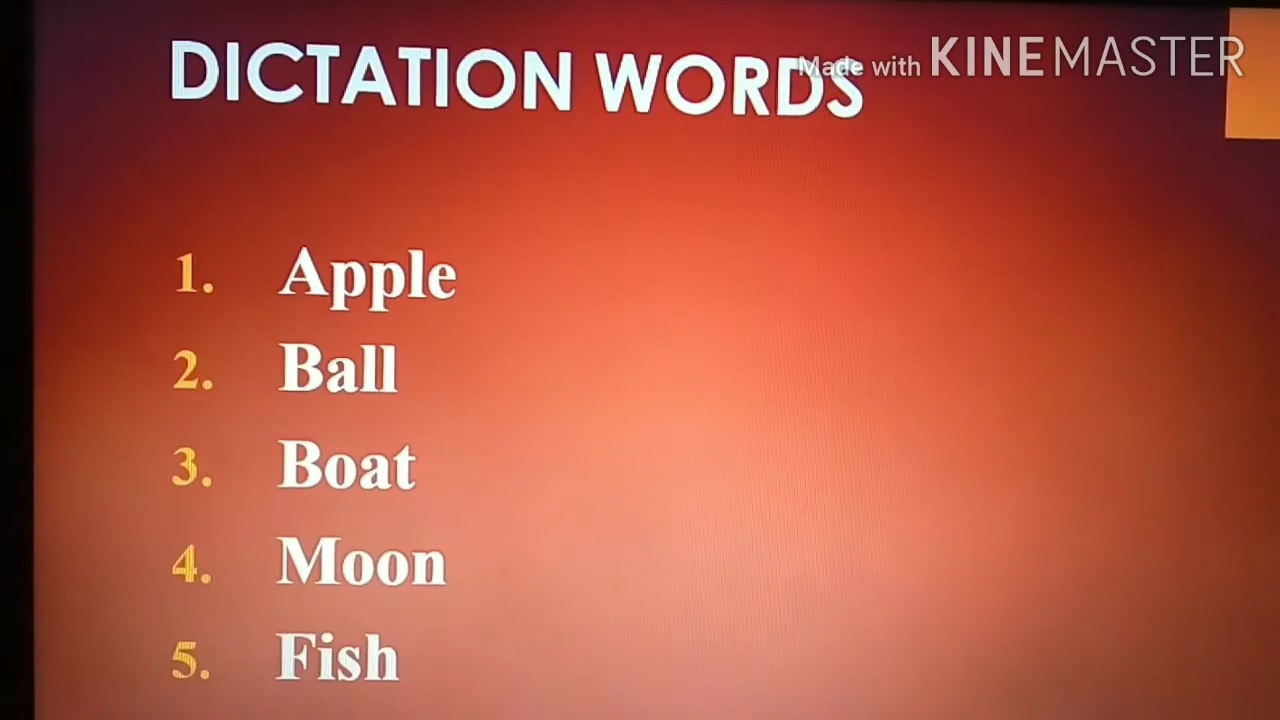 DICTATION WORDS
Made with KINEMASTER
1. Apple
2. Ball
3. Boat
4. Moon
5. Fish